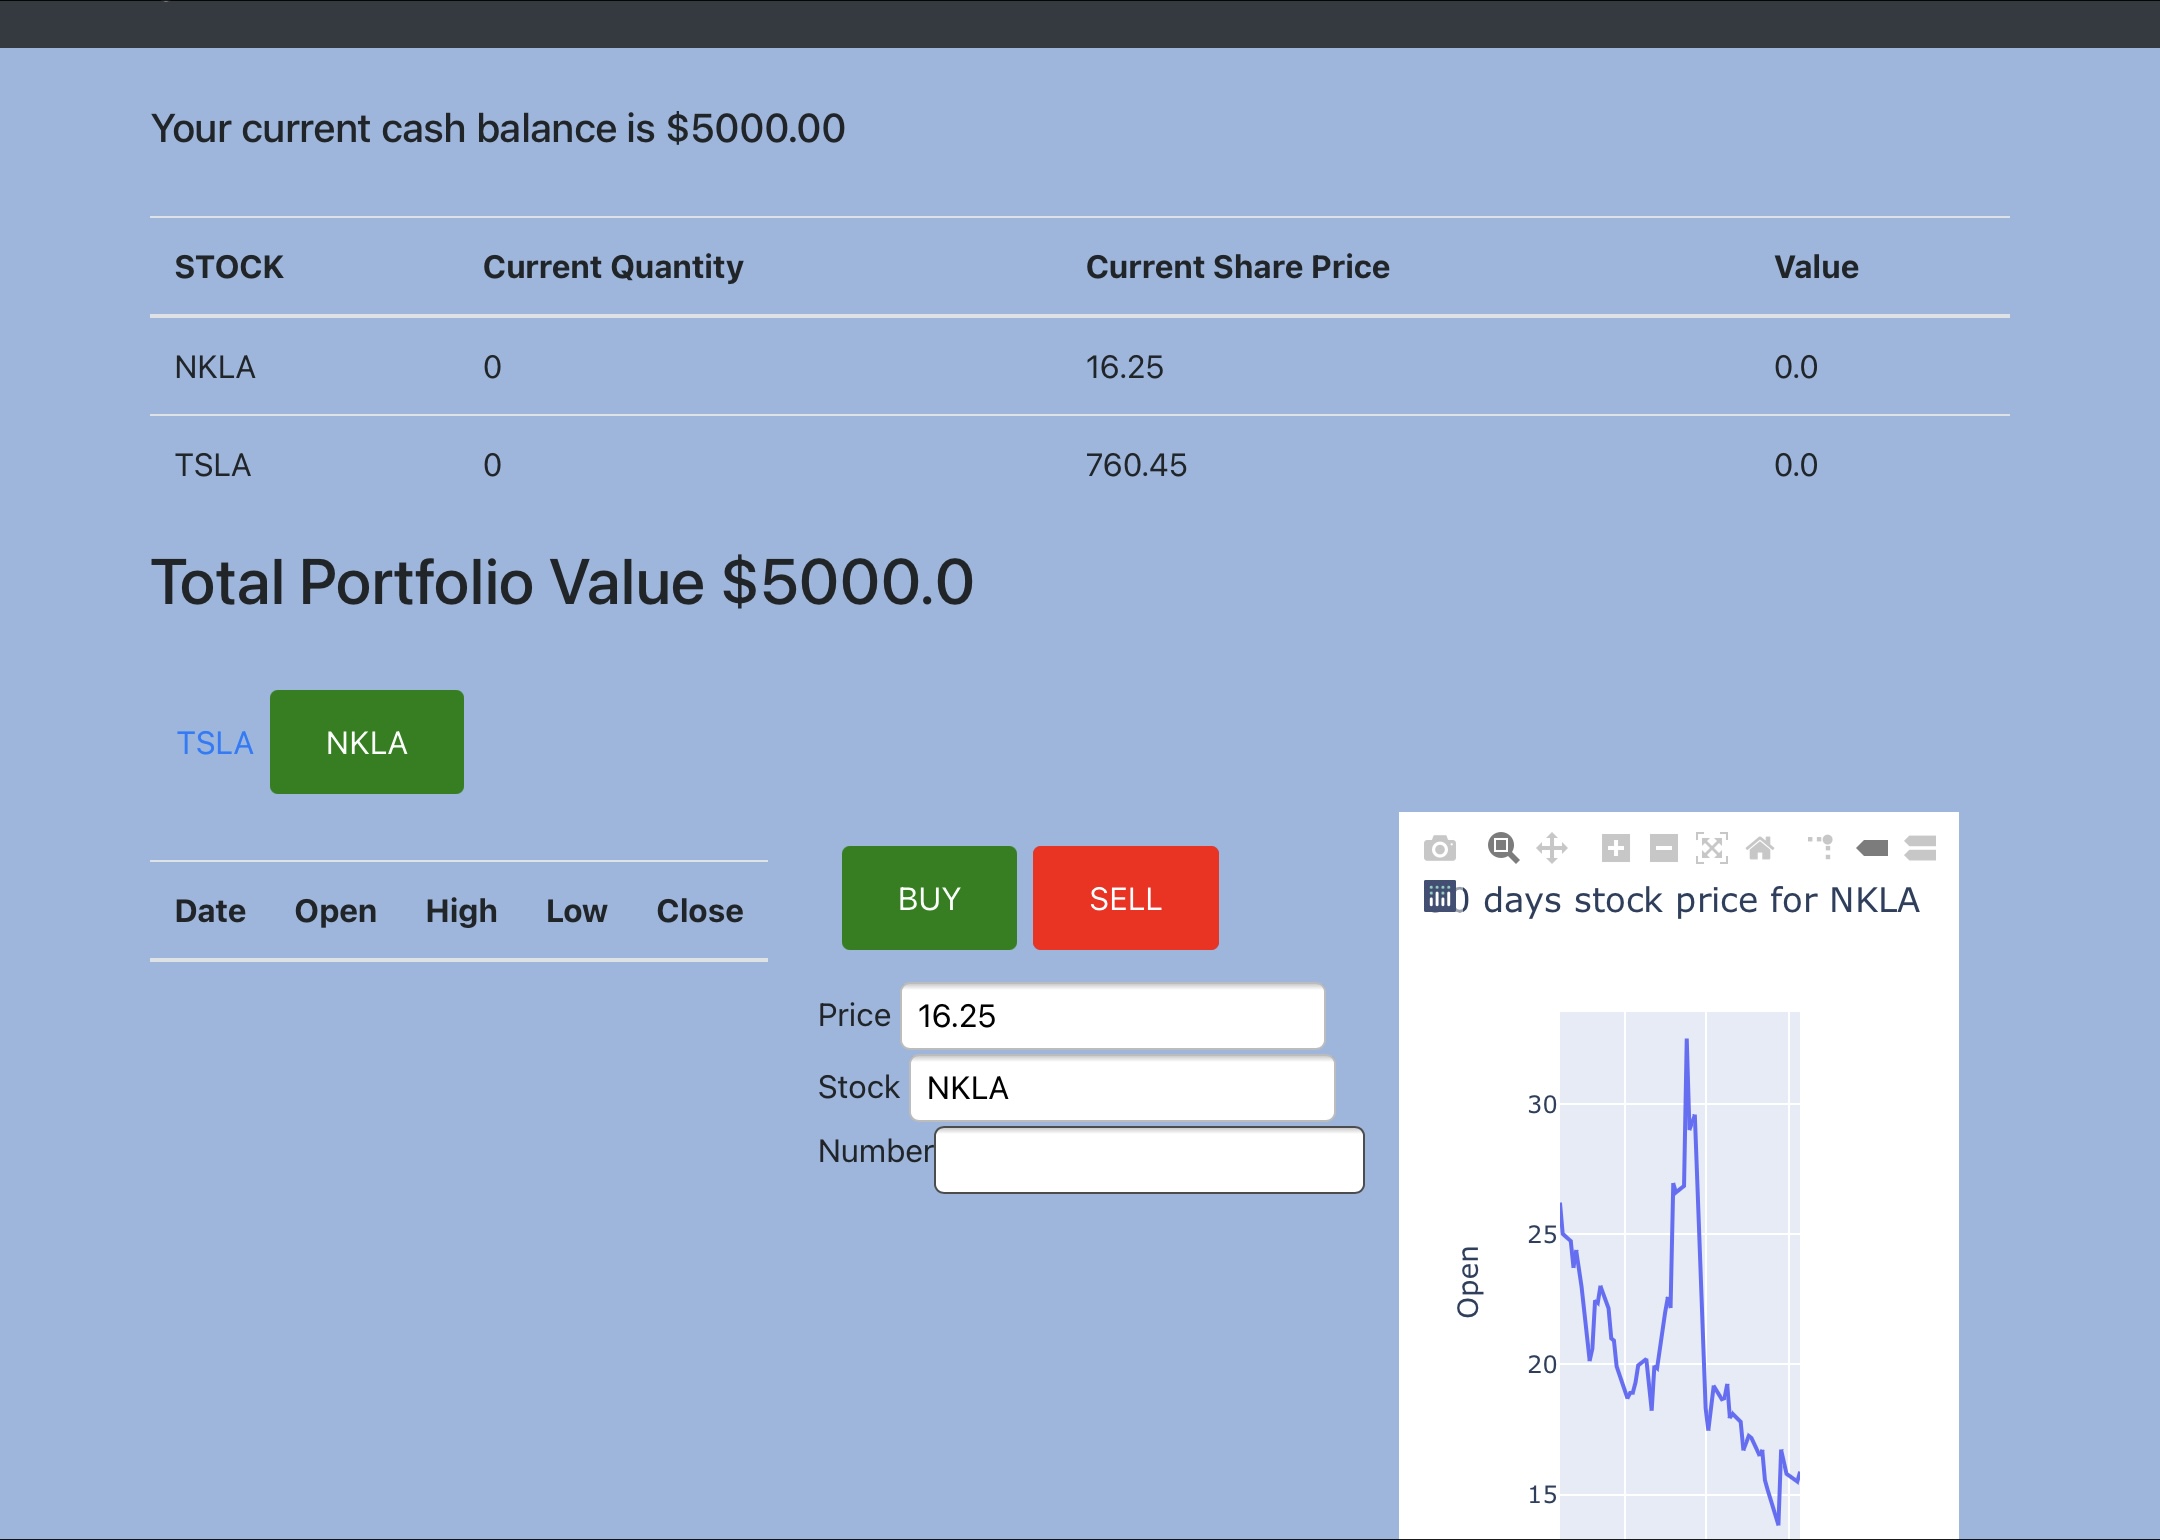 Your current cash balance is $5000.00
STOCK Current Quantity Current Share Price Value
NKLA 0 16.25 0.0
TSLA 0 760.45 0.0
Total Portfolio Value $5000.0
TSLA NKLA
Date Open High Low Close
BUY SELL
Price 16.25
Stock NKLA
Number
days stock price for NKLA
30
25
20
15
Open